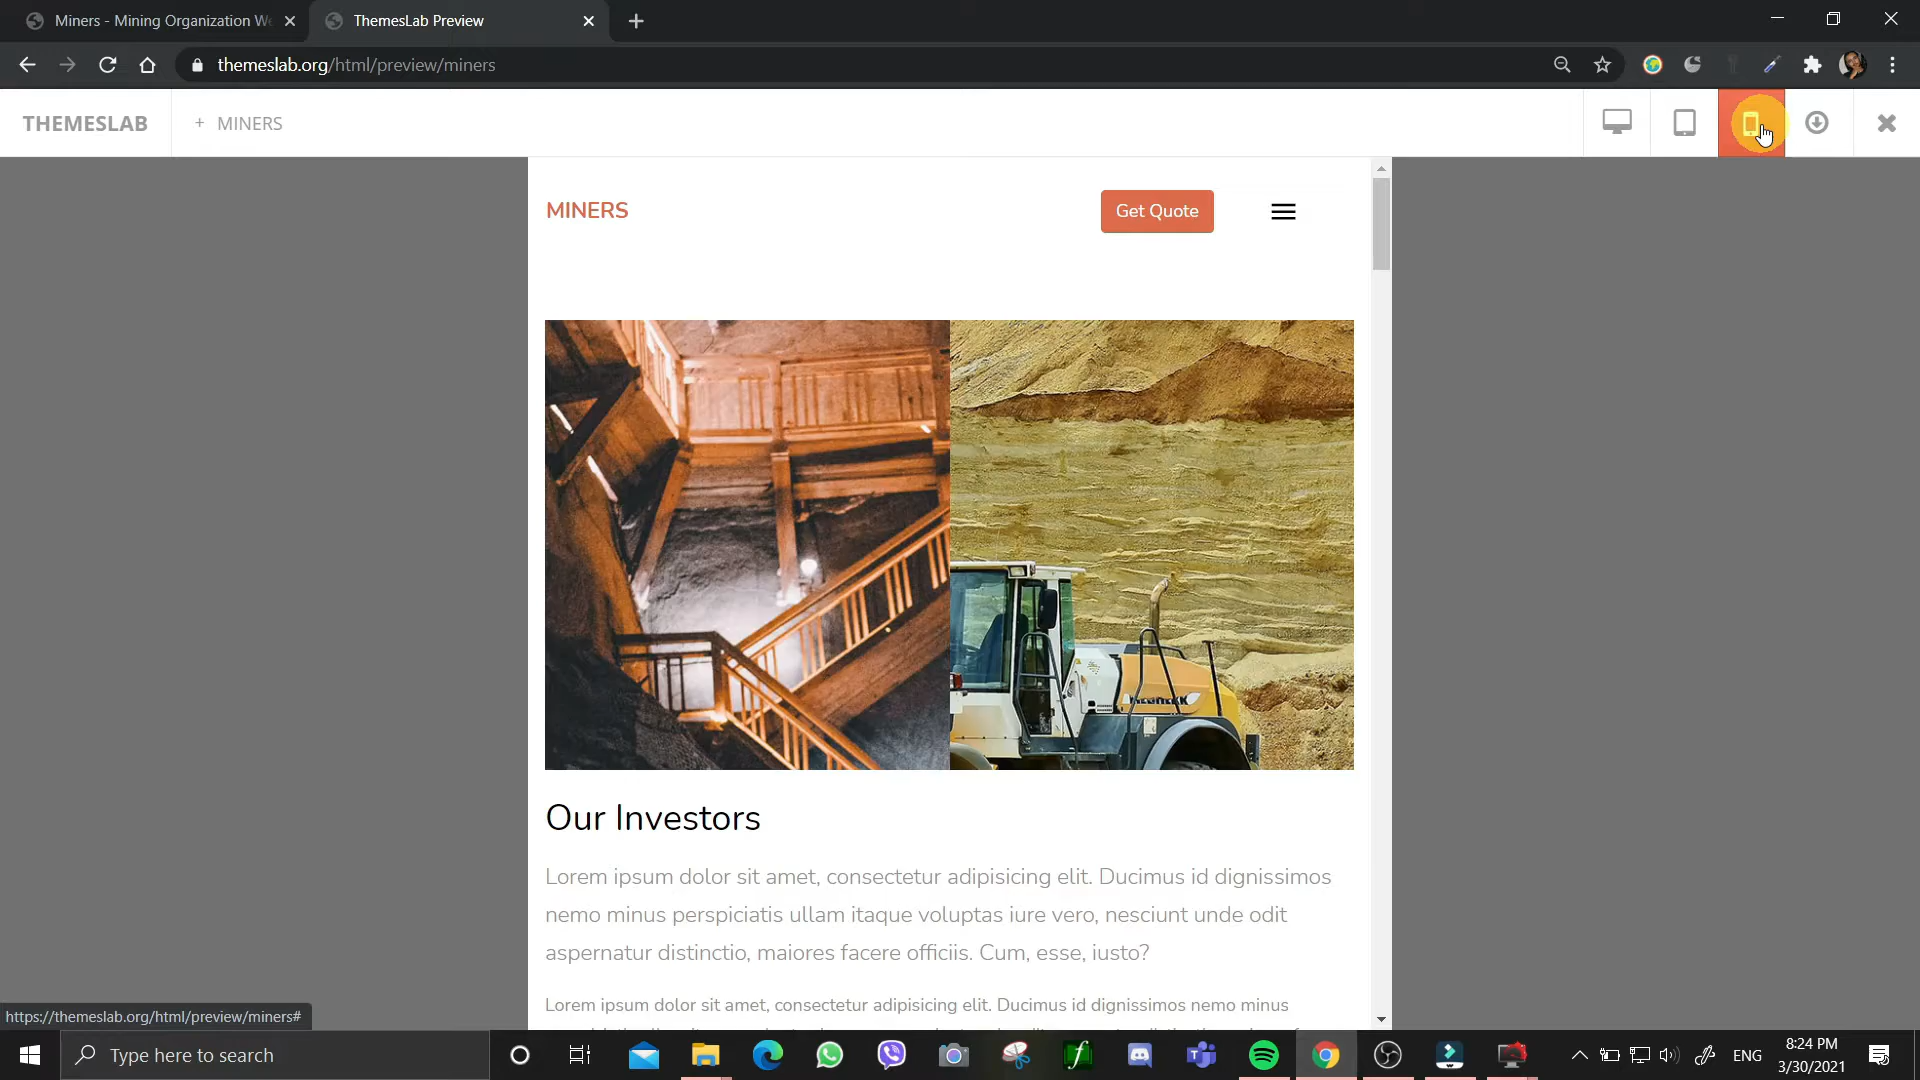 Miners - Mining Organization We
ThemesLab Preview
themeslab.org/html/preview/miners
THEMESLAB
+ MINERS
MINERS
Get Quote
Our Investors
Lorem ipsum dolor sit amet, consectetur adipisicing elit. Ducimus id dignissimos
nemo minus perspiciatis ullam itaque voluptas iure vero, nesciunt unde odit
aspernatur distinctio, maiores facere officiis. Cum, esse, iusto?
Lorem ipsum dolor sit amet, consectetur adipisicing elit. Ducimus id dignissimos nemo minus
https://themeslab.org/html/preview/miners#
Type here to search
ENG
8:24 PM
3/30/2021